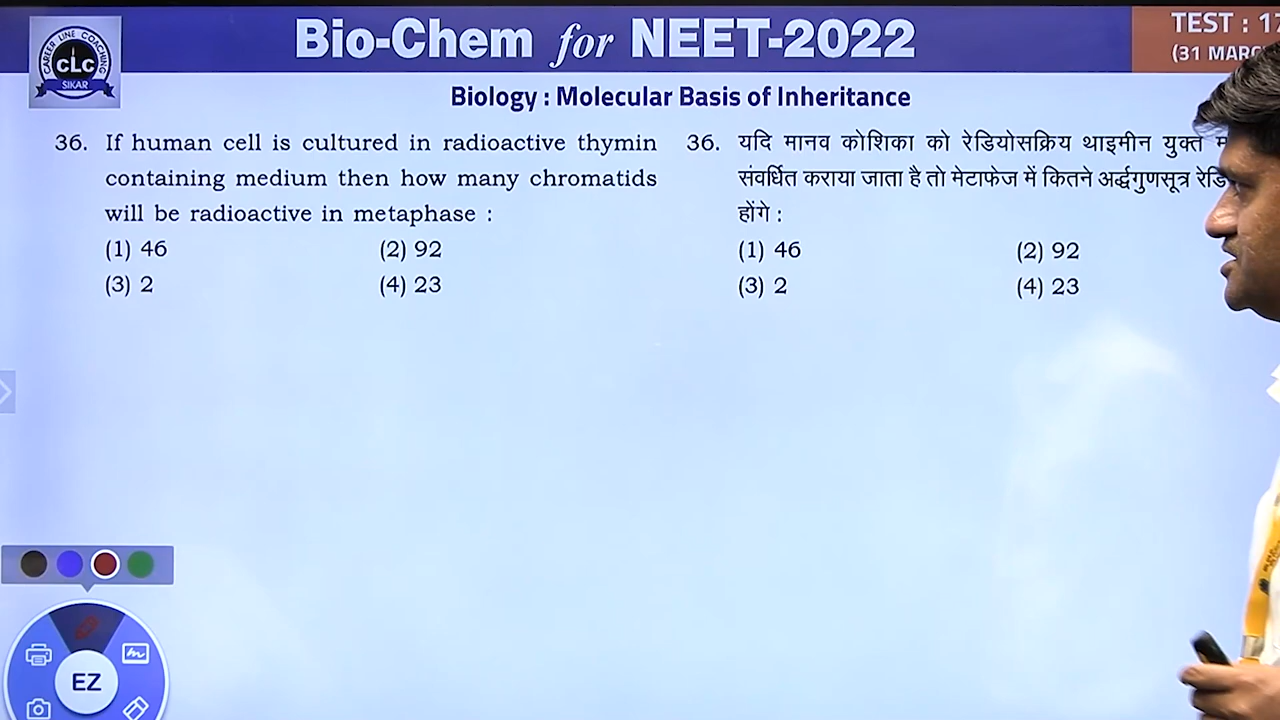 CAREER LINE COACHING
CLC
SIKAR
Bio-Chem for NEET-2022
TEST : 17
(31 MARC
Biology : Molecular Basis of Inheritance
36. If human cell is cultured in radioactive thymin
containing medium then how many chromatids
will be radioactive in metaphase :
(1) 46 (2) 92
(3) 2 (4) 23
36. यदि मानव कोशिका को रेडियोसक्रिय थाइमीन युक्त
संवर्धित कराया जाता है तो मेटाफेज में कितने अर्द्धगुणसूत्र रेडि
होंगे :
(1) 46 (2) 92
(3) 2 (4) 23
EZ